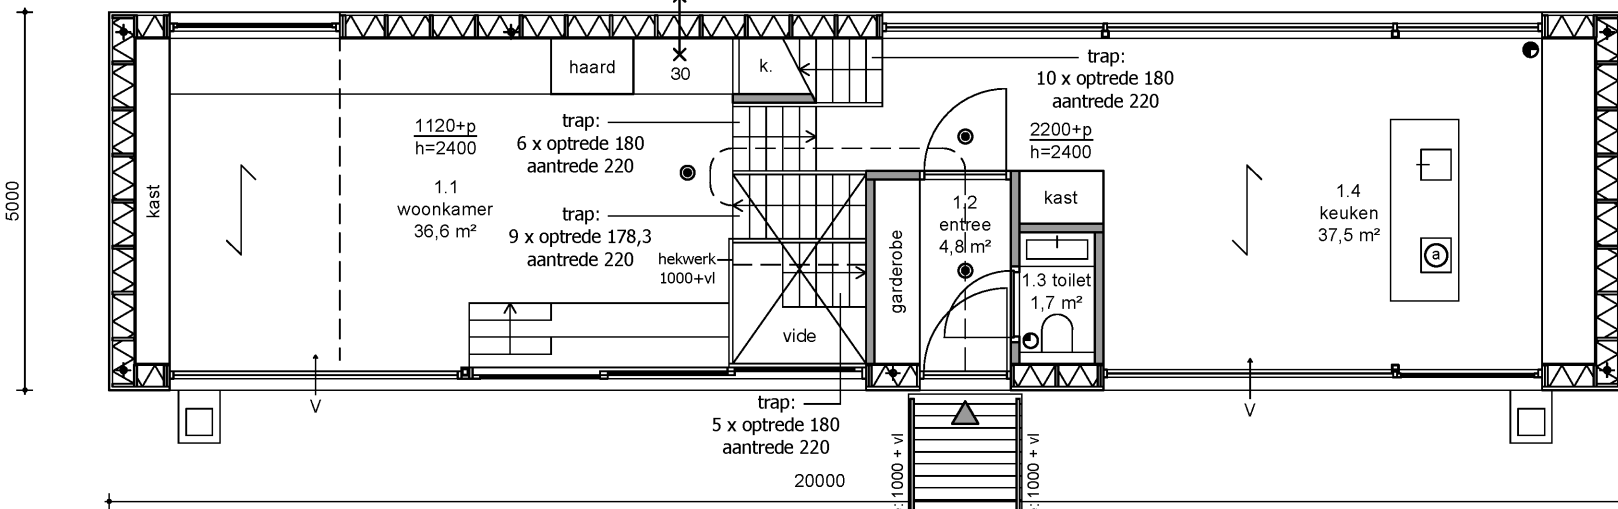 haard
30
k.
trap:
10 x optrede 180
aantrede 220
1120+p
h=2400
trap:
6 x optrede 180
aantrede 220
2200+p
h=2400
5000
kast
1.1
woonkamer
36,6 m²
trap:
9 x optrede 178,3
aantrede 220
hekwerk
1000+vl
garderobe
1.2
entree
4,8 m²
kast
1.3 toilet
1,7 m²
1.4
keuken
37,5 m²
a
vide
V
V
trap:
5 x optrede 180
aantrede 220
20000
: 1000 + vl
: 1000 + vl